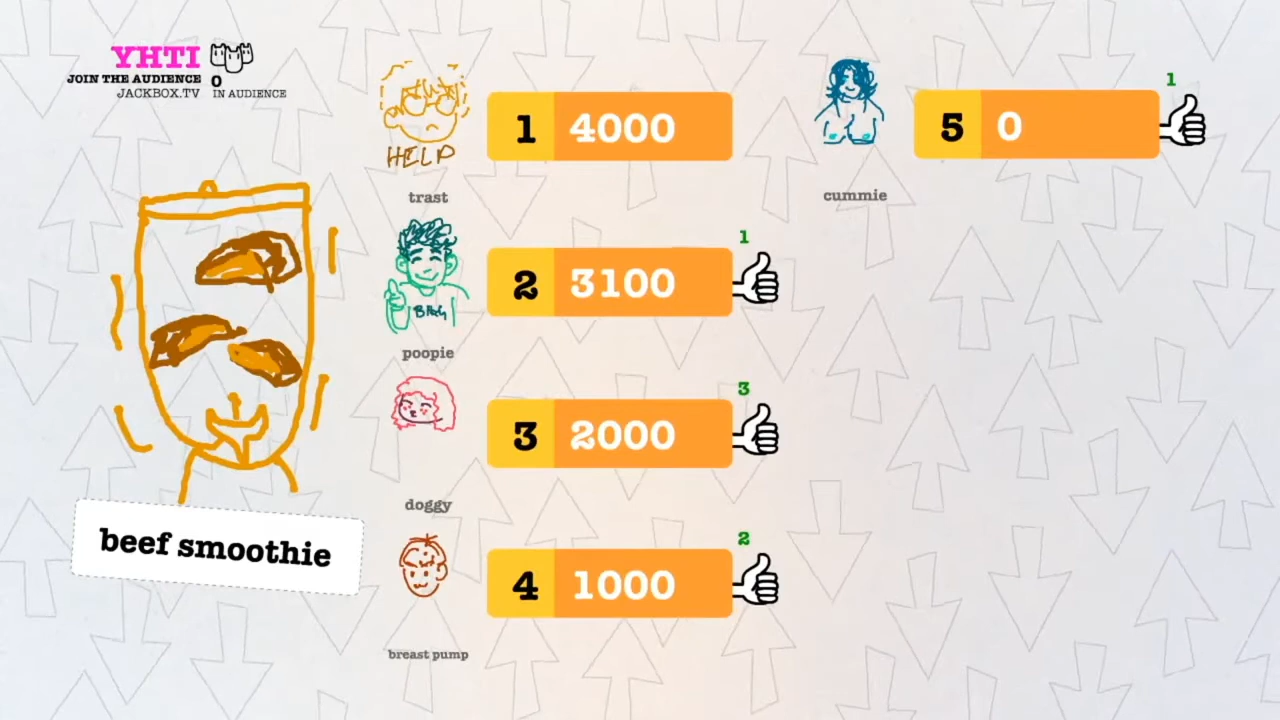 YHTI
JOIN THE AUDIENCE
JACKBOX.TV
0
IN AUDIENCE
HELP
1 4000
trast
BAG
2 3100
1
poopie
3 2000
3
doggy
4 1000
2
breast pump
5 0
1
cummie
beef smoothie